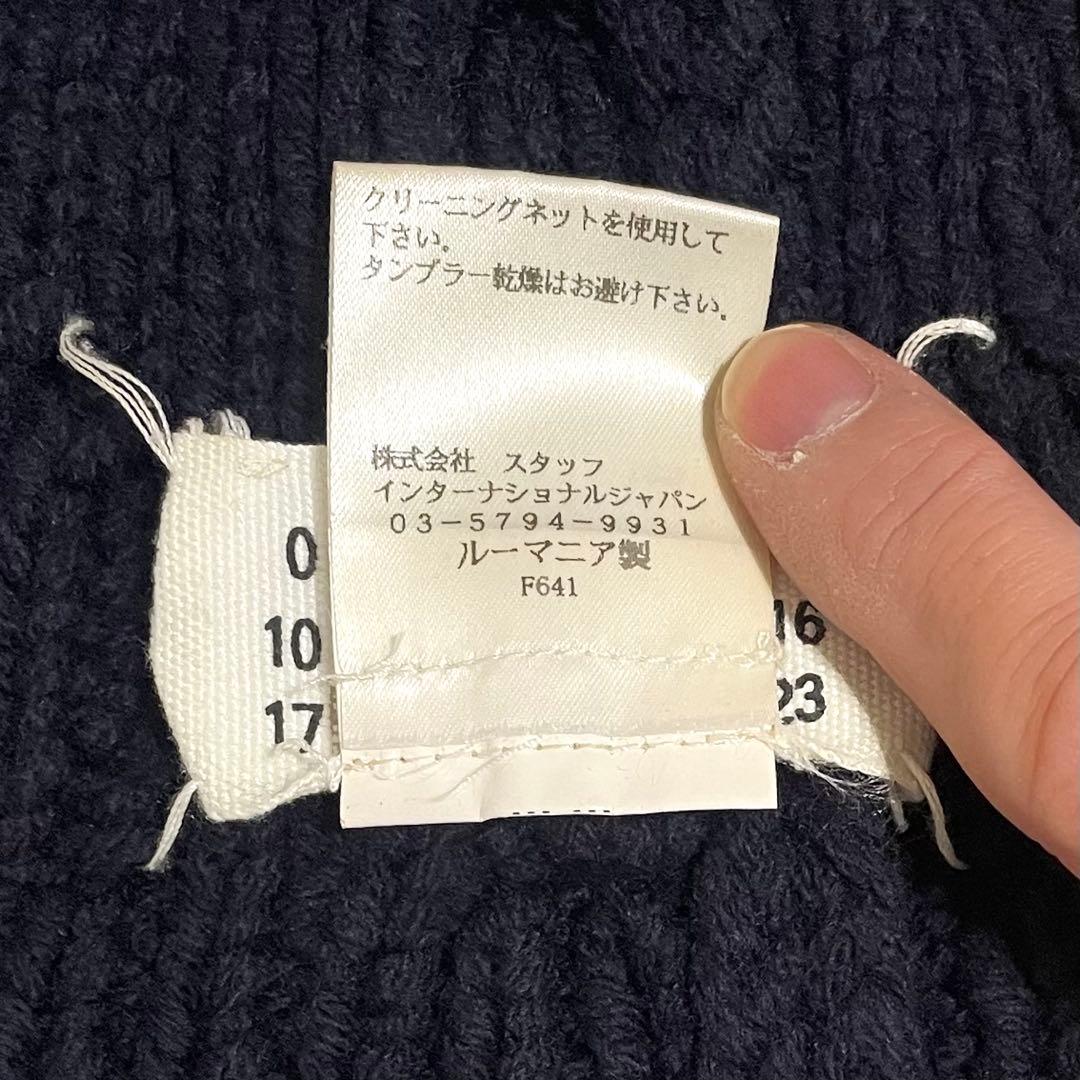 クリーニングネットを使用して
下さい。
タンブラー乾燥はお避け下さい。
株式会社 スタッフ
インターナショナルジャパン
03-5794-9931
ルーマニア製
F641
0
10 16
17 23